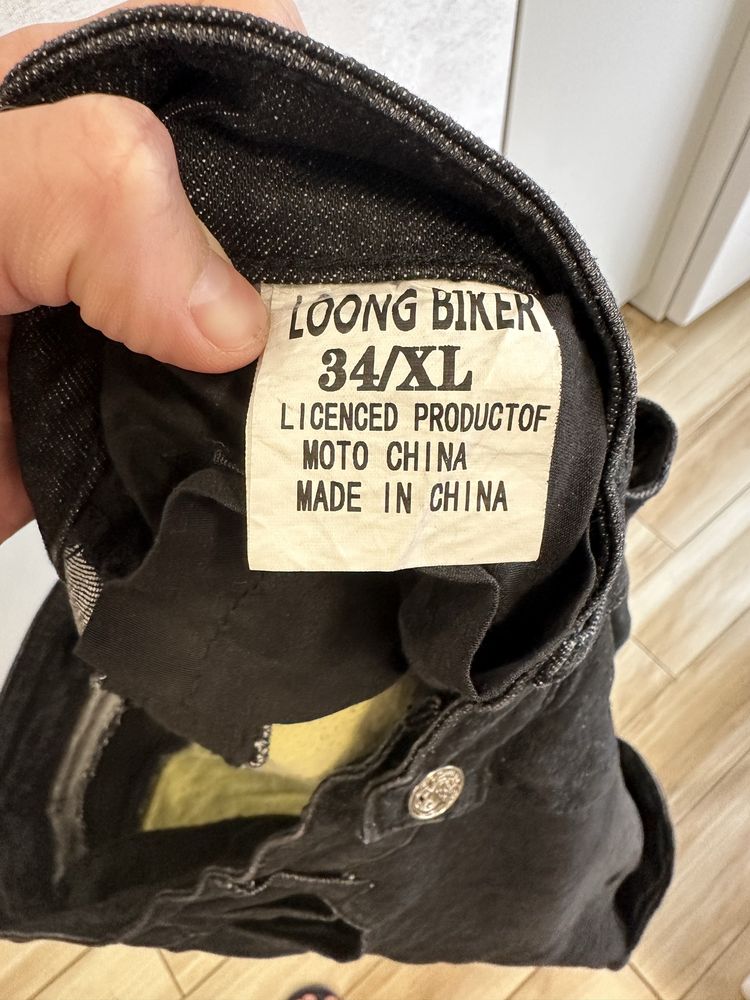 LOONG BIKER
34/XL
LICENCED PRODUCTOF
MOTO CHINA
MADE IN CHINA